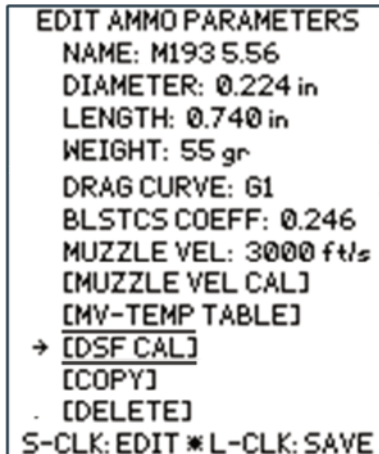 EDIT AMMO PARAMETERS
NAME: M193 5.56
DIAMETER: 0.224 in
LENGTH: 0.740 in
WEIGHT: 55 gr
DRAG CURVE: G1
BLSTCS COEFF: 0.246
MUZZLE VEL: 3000 ft/s
[MUZZLE VEL CAL]
[MV-TEMP TABLE]
→ [DSF CAL]
[COPY]
[DELETE]
S-CLK: EDIT * L-CLK: SAVE